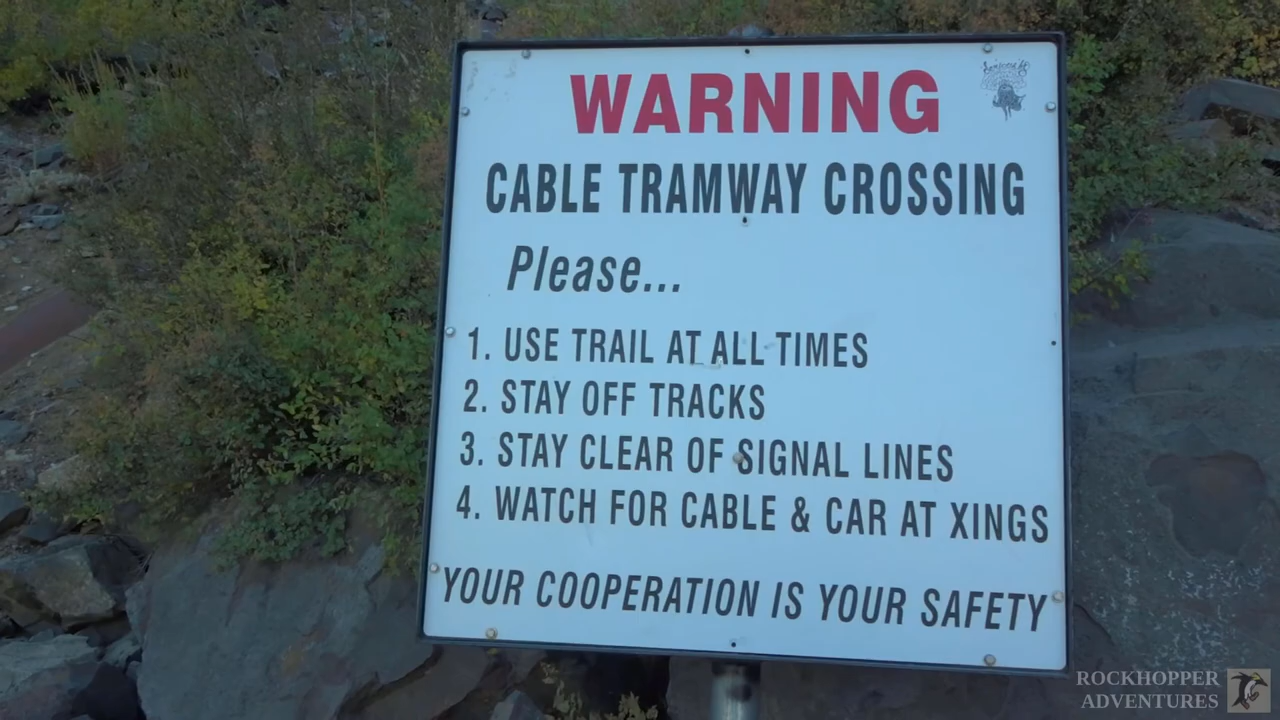 WARNING
CABLE TRAMWAY CROSSING
Please...
1. USE TRAIL AT ALL TIMES
2. STAY OFF TRACKS
3. STAY CLEAR OF SIGNAL LINES
4. WATCH FOR CABLE & CAR AT XINGS
YOUR COOPERATION IS YOUR SAFETY
ROCKHOPPER
ADVENTURES